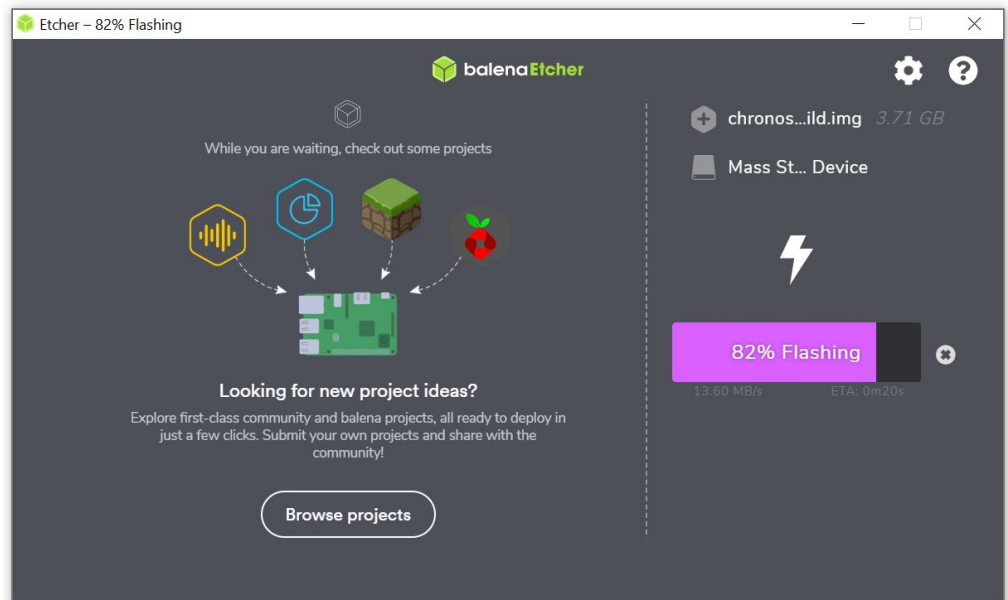 Etcher – 82% Flashing
balenaEtcher
While you are waiting, check out some projects
Looking for new project ideas?
Explore first-class community and balena projects, all ready to deploy in
just a few clicks. Submit your own projects and share with the
community!
Browse projects
chronos...ild.img 3.71 GB
Mass St... Device
82% Flashing
13.60 MB/s ETA: 0m20s